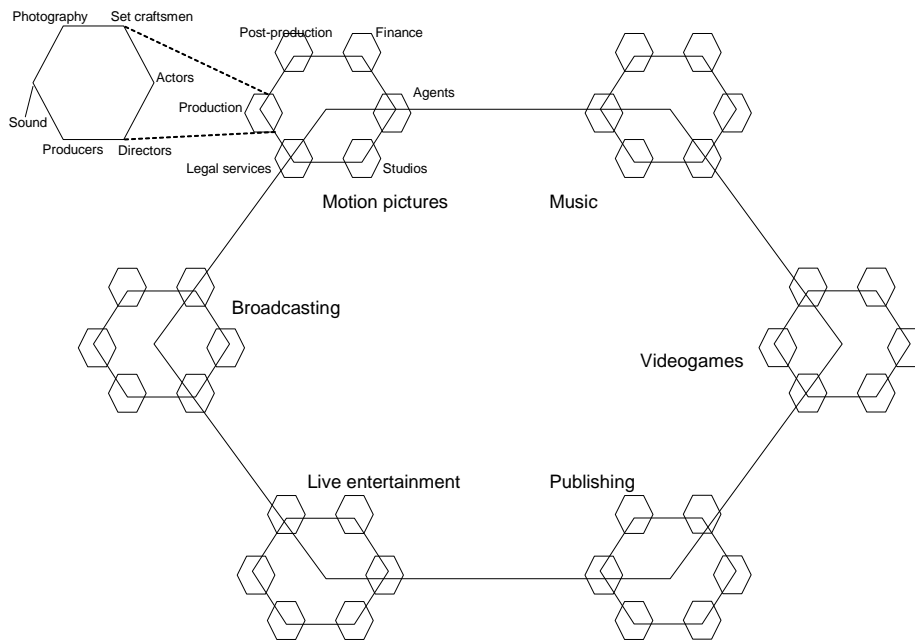 Photography
Set craftsmen
Post-production
Finance
Actors
Agents
Production
Sound
Producers
Directors
Legal services
Studios
Motion pictures
Music
Broadcasting
Videogames
Live entertainment
Publishing